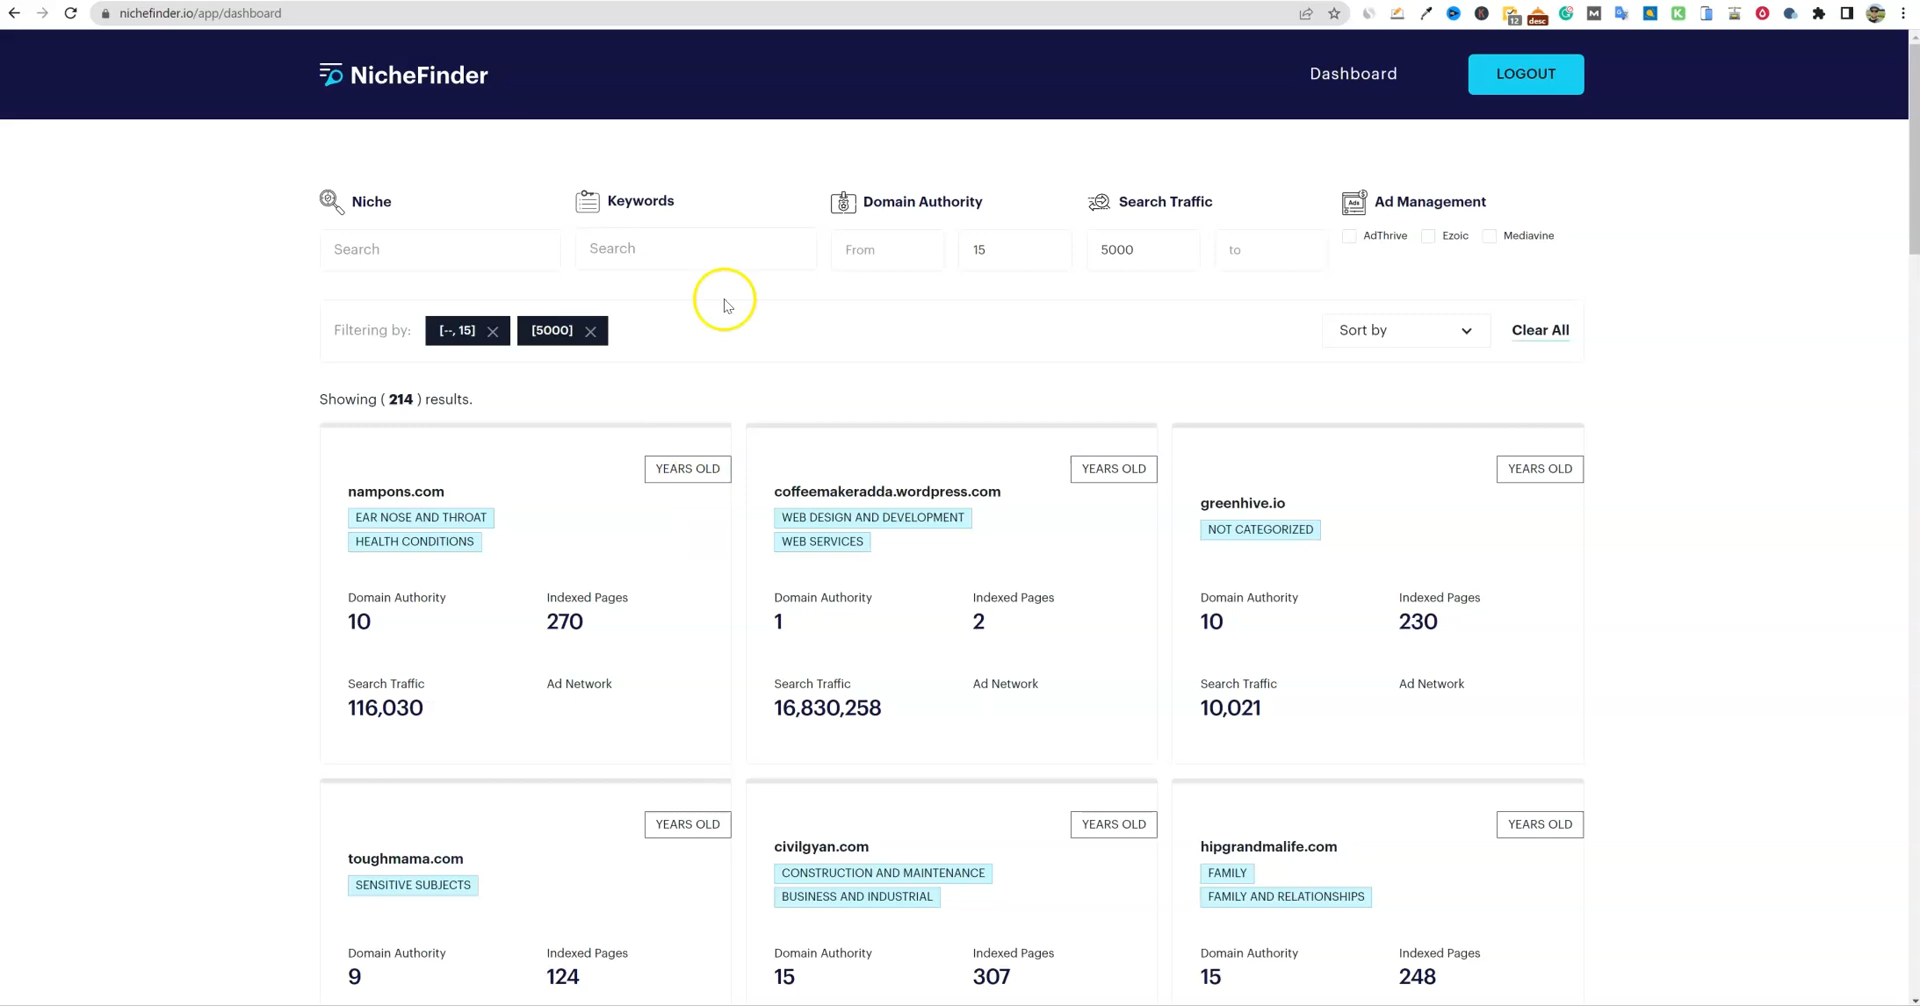 nichefinder.io/app/dashboard
12
desc
NicheFinder
Dashboard
LOGOUT
Niche
Keywords
Domain Authority
Search Traffic
Ad Management
Search
Search
From
15
5000
to
AdThrive
Ezoic
Mediavine
Filtering by:
[--, 15]
[5000]
Sort by
Clear All
Showing ( 214 ) results.
YEARS OLD
nampons.com
EAR NOSE AND THROAT
HEALTH CONDITIONS
Domain Authority
Indexed Pages
10
270
Search Traffic
Ad Network
116,030
YEARS OLD
coffeemakeradda.wordpress.com
WEB DESIGN AND DEVELOPMENT
WEB SERVICES
Domain Authority
Indexed Pages
1
2
Search Traffic
Ad Network
16,830,258
YEARS OLD
greenhive.io
NOT CATEGORIZED
Domain Authority
Indexed Pages
10
230
Search Traffic
Ad Network
10,021
YEARS OLD
toughmama.com
SENSITIVE SUBJECTS
Domain Authority
Indexed Pages
9
124
YEARS OLD
civilgyan.com
CONSTRUCTION AND MAINTENANCE
BUSINESS AND INDUSTRIAL
Domain Authority
Indexed Pages
15
307
YEARS OLD
hipgrandmalife.com
FAMILY
FAMILY AND RELATIONSHIPS
Domain Authority
Indexed Pages
15
248